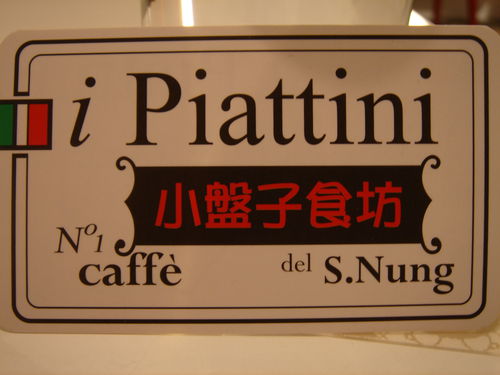 i Piattini
小盤子食坊
Nº1
caffè
del S.Nung